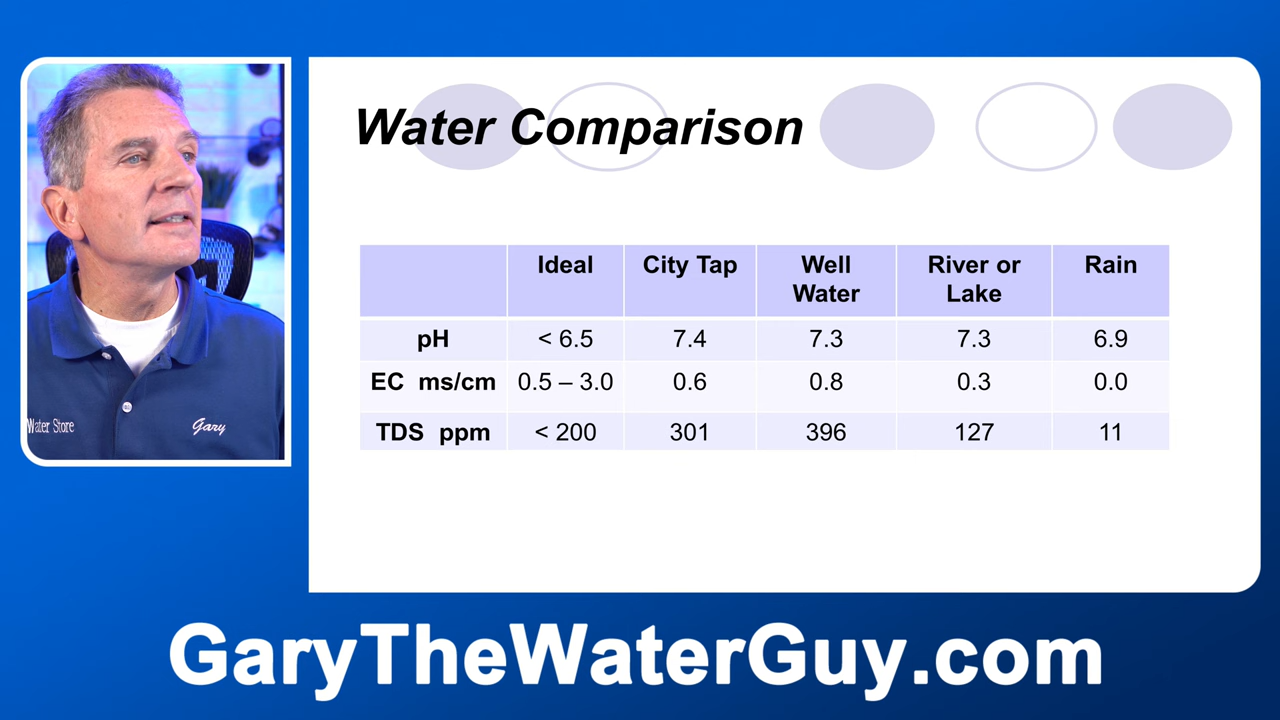 Water Comparison
Ideal City Tap Well Water River or Lake Rain
pH < 6.5 7.4 7.3 7.3 6.9
EC ms/cm 0.5 – 3.0 0.6 0.8 0.3 0.0
TDS ppm < 200 301 396 127 11
Water Store Gary
GaryTheWaterGuy.com